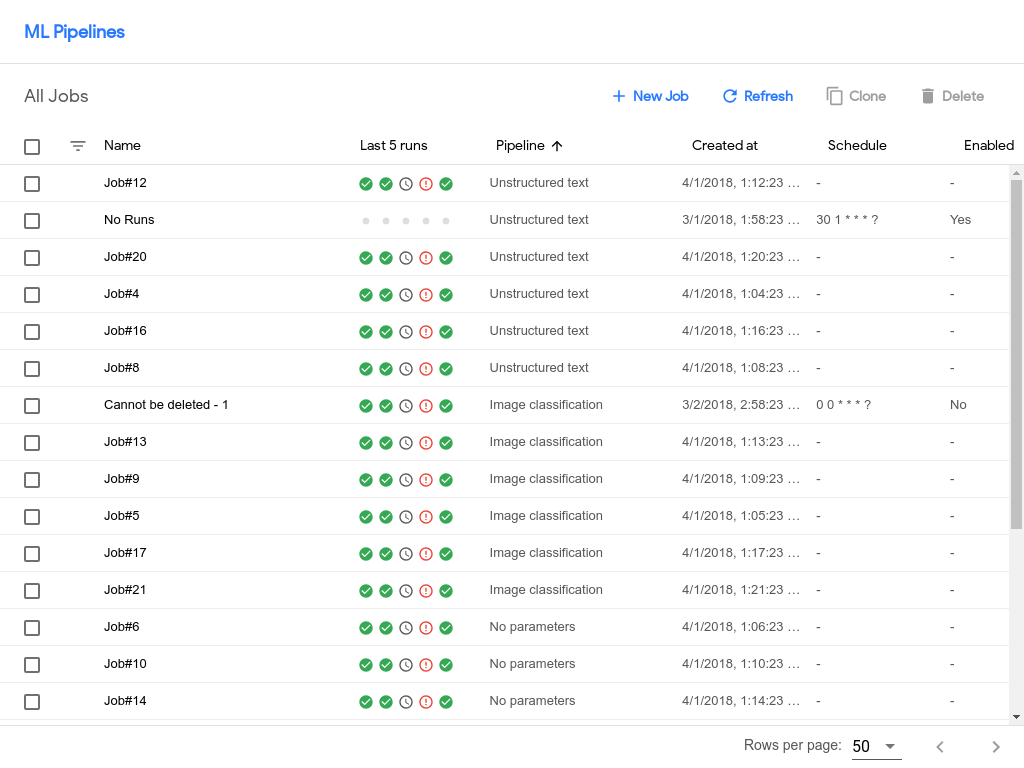 ML Pipelines
All Jobs
New Job Refresh Clone Delete
Name Last 5 runs Pipeline Created at Schedule Enabled
Job#12 Unstructured text 4/1/2018, 1:12:23 … - -
No Runs Unstructured text 3/1/2018, 1:58:23 … 30 1 * * * ? Yes
Job#20 Unstructured text 4/1/2018, 1:20:23 … - -
Job#4 Unstructured text 4/1/2018, 1:04:23 … - -
Job#16 Unstructured text 4/1/2018, 1:16:23 … - -
Job#8 Unstructured text 4/1/2018, 1:08:23 … - -
Cannot be deleted - 1 Image classification 3/2/2018, 2:58:23 … 0 0 * * * ? No
Job#13 Image classification 4/1/2018, 1:13:23 … - -
Job#9 Image classification 4/1/2018, 1:09:23 … - -
Job#5 Image classification 4/1/2018, 1:05:23 … - -
Job#17 Image classification 4/1/2018, 1:17:23 … - -
Job#21 Image classification 4/1/2018, 1:21:23 … - -
Job#6 No parameters 4/1/2018, 1:06:23 … - -
Job#10 No parameters 4/1/2018, 1:10:23 … - -
Job#14 No parameters 4/1/2018, 1:14:23 … - -
Rows per page: 50